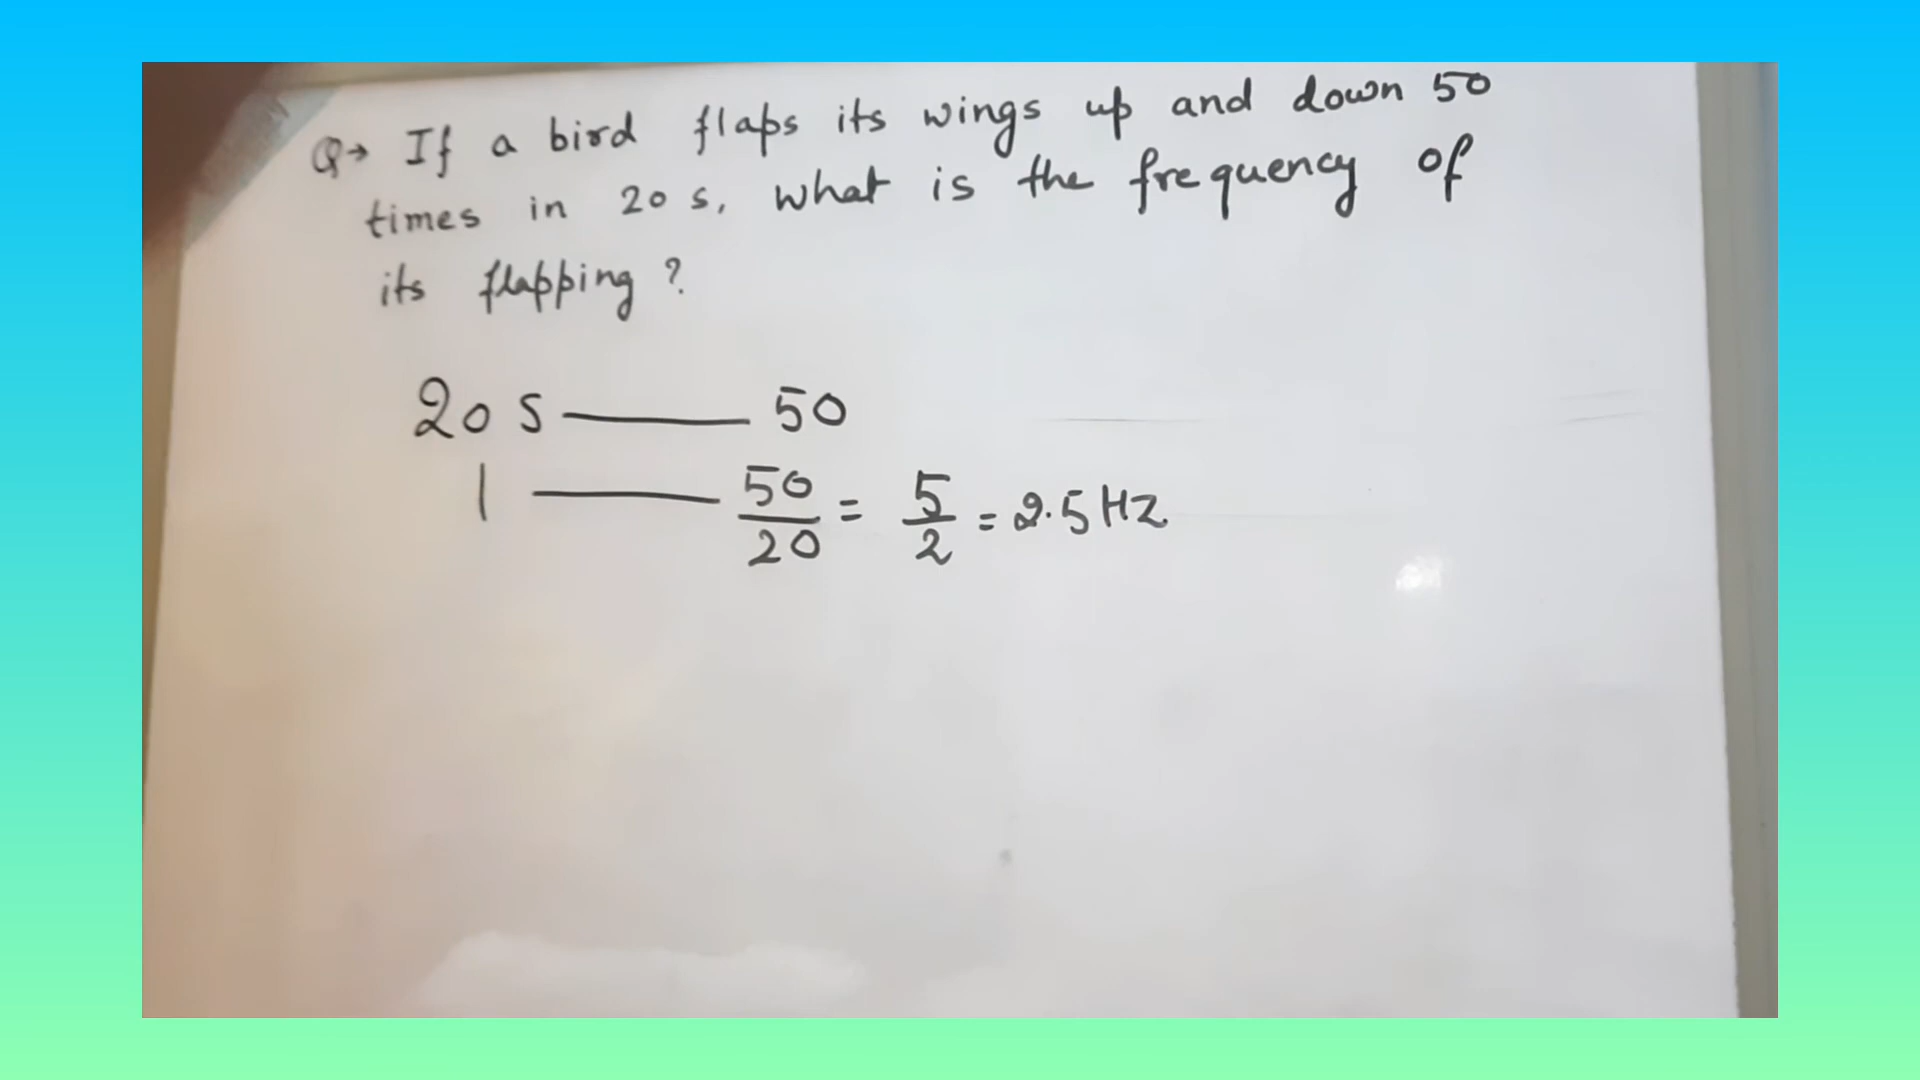 Q→ If a bird flaps its wings up and down 50
times in 20 s, what is the frequency of
its flapping?
20 s — 50
1 — 50/20 = 5/2 = 2.5 Hz